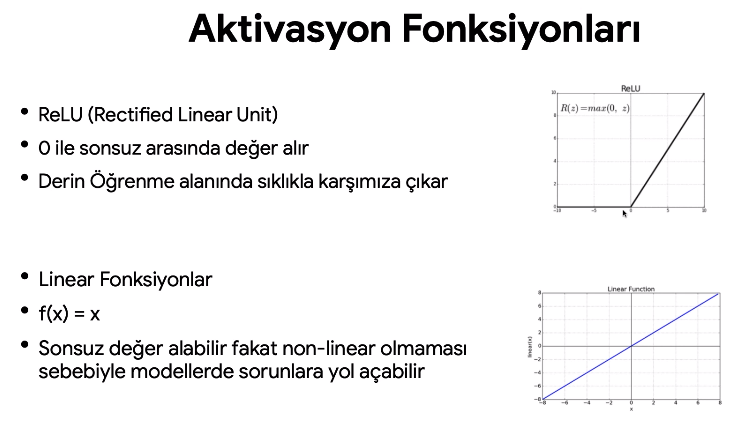 Aktivasyon Fonksiyonları
• ReLU (Rectified Linear Unit)
• 0 ile sonsuz arasında değer alır
• Derin Öğrenme alanında sıklıkla karşımıza çıkar
ReLU
R(z)=max(0, z)
10
8
6
4
2
0
-10 -5 0 5 10
• Linear Fonksiyonlar
• f(x) = x
• Sonsuz değer alabilir fakat non-linear olmaması
sebebiyle modellerde sorunlara yol açabilir
Linear Function
linear(x)
8
6
4
2
0
−2
−4
−6
−8
−8 −6 −4 −2 0 2 4 6 8
x